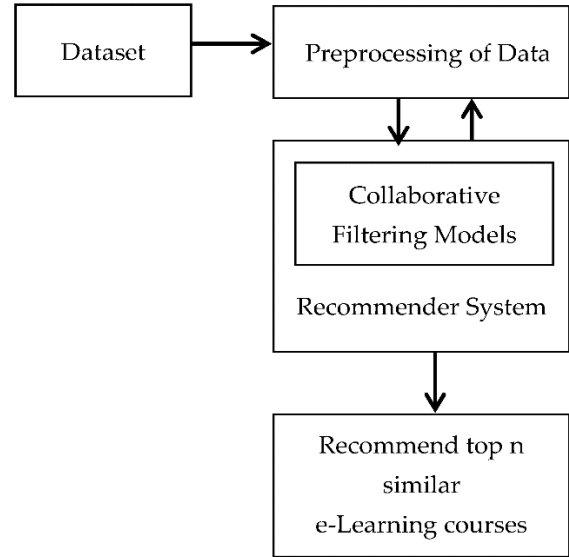 Dataset
Preprocessing of Data
Collaborative
Filtering Models
Recommender System
Recommend top n
similar
e-Learning courses